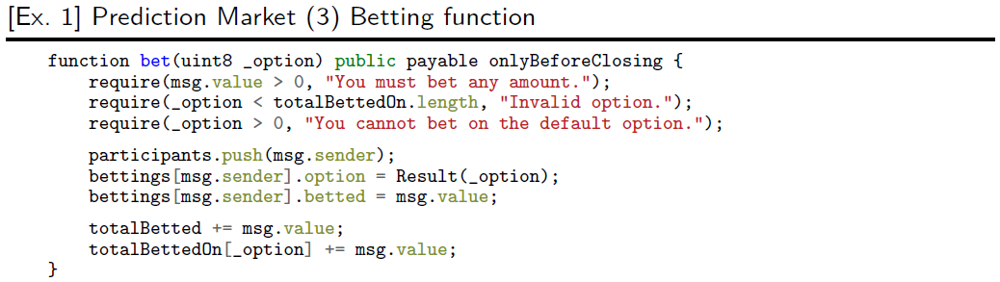 [Ex. 1] Prediction Market (3) Betting function
function bet(uint8 _option) public payable onlyBeforeClosing {
    require(msg.value > 0, "You must bet any amount.");
    require(_option < totalBettedOn.length, "Invalid option.");
    require(_option > 0, "You cannot bet on the default option.");
    participants.push(msg.sender);
    bettings[msg.sender].option = Result(_option);
    bettings[msg.sender].betted = msg.value;
    totalBetted += msg.value;
    totalBettedOn[_option] += msg.value;
}